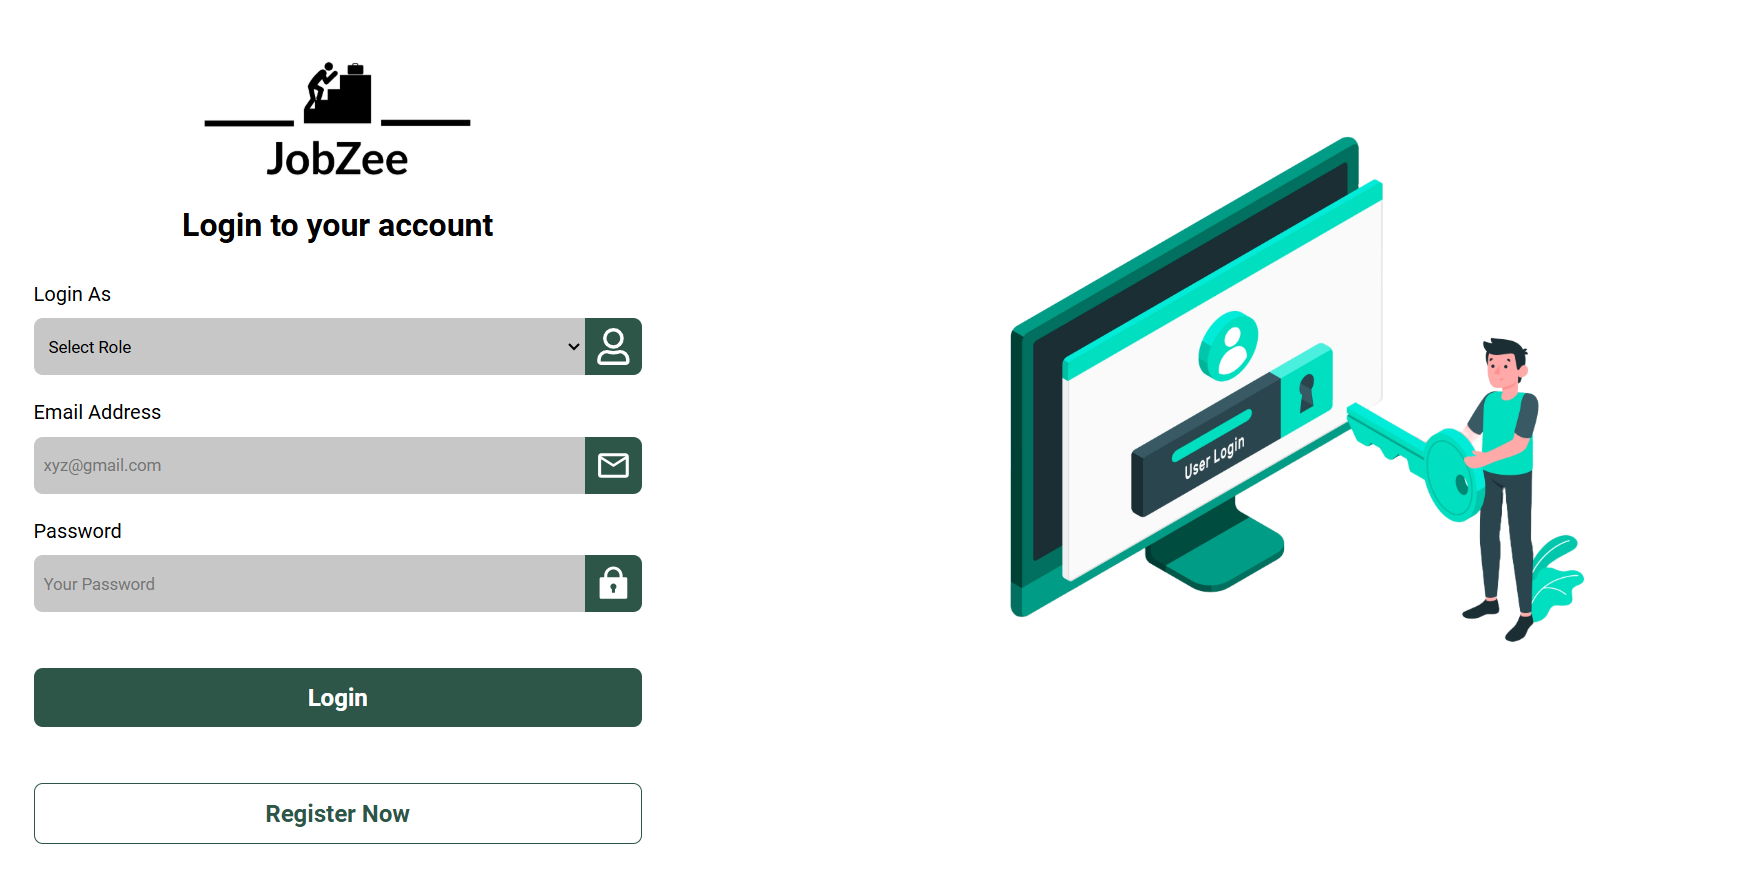 JobZee
Login to your account
Login As
Select Role
Email Address
xyz@gmail.com
Password
Your Password
Login
Register Now
User Login